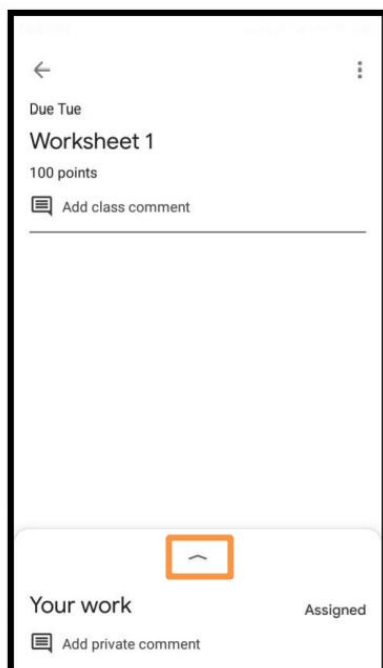 Due Tue
Worksheet 1
100 points
Add class comment
Your work
Assigned
Add private comment